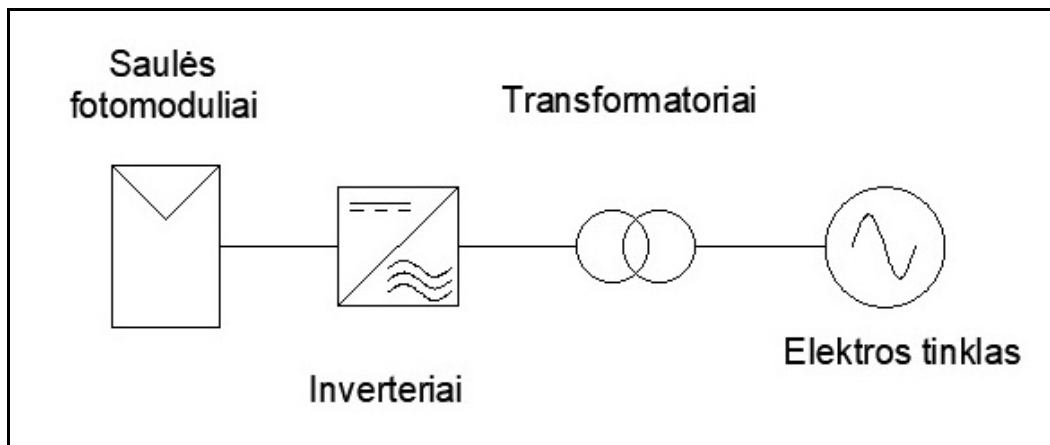 Saulės
fotomoduliai
Transformatoriai
Inverteriai
Elektros tinklas